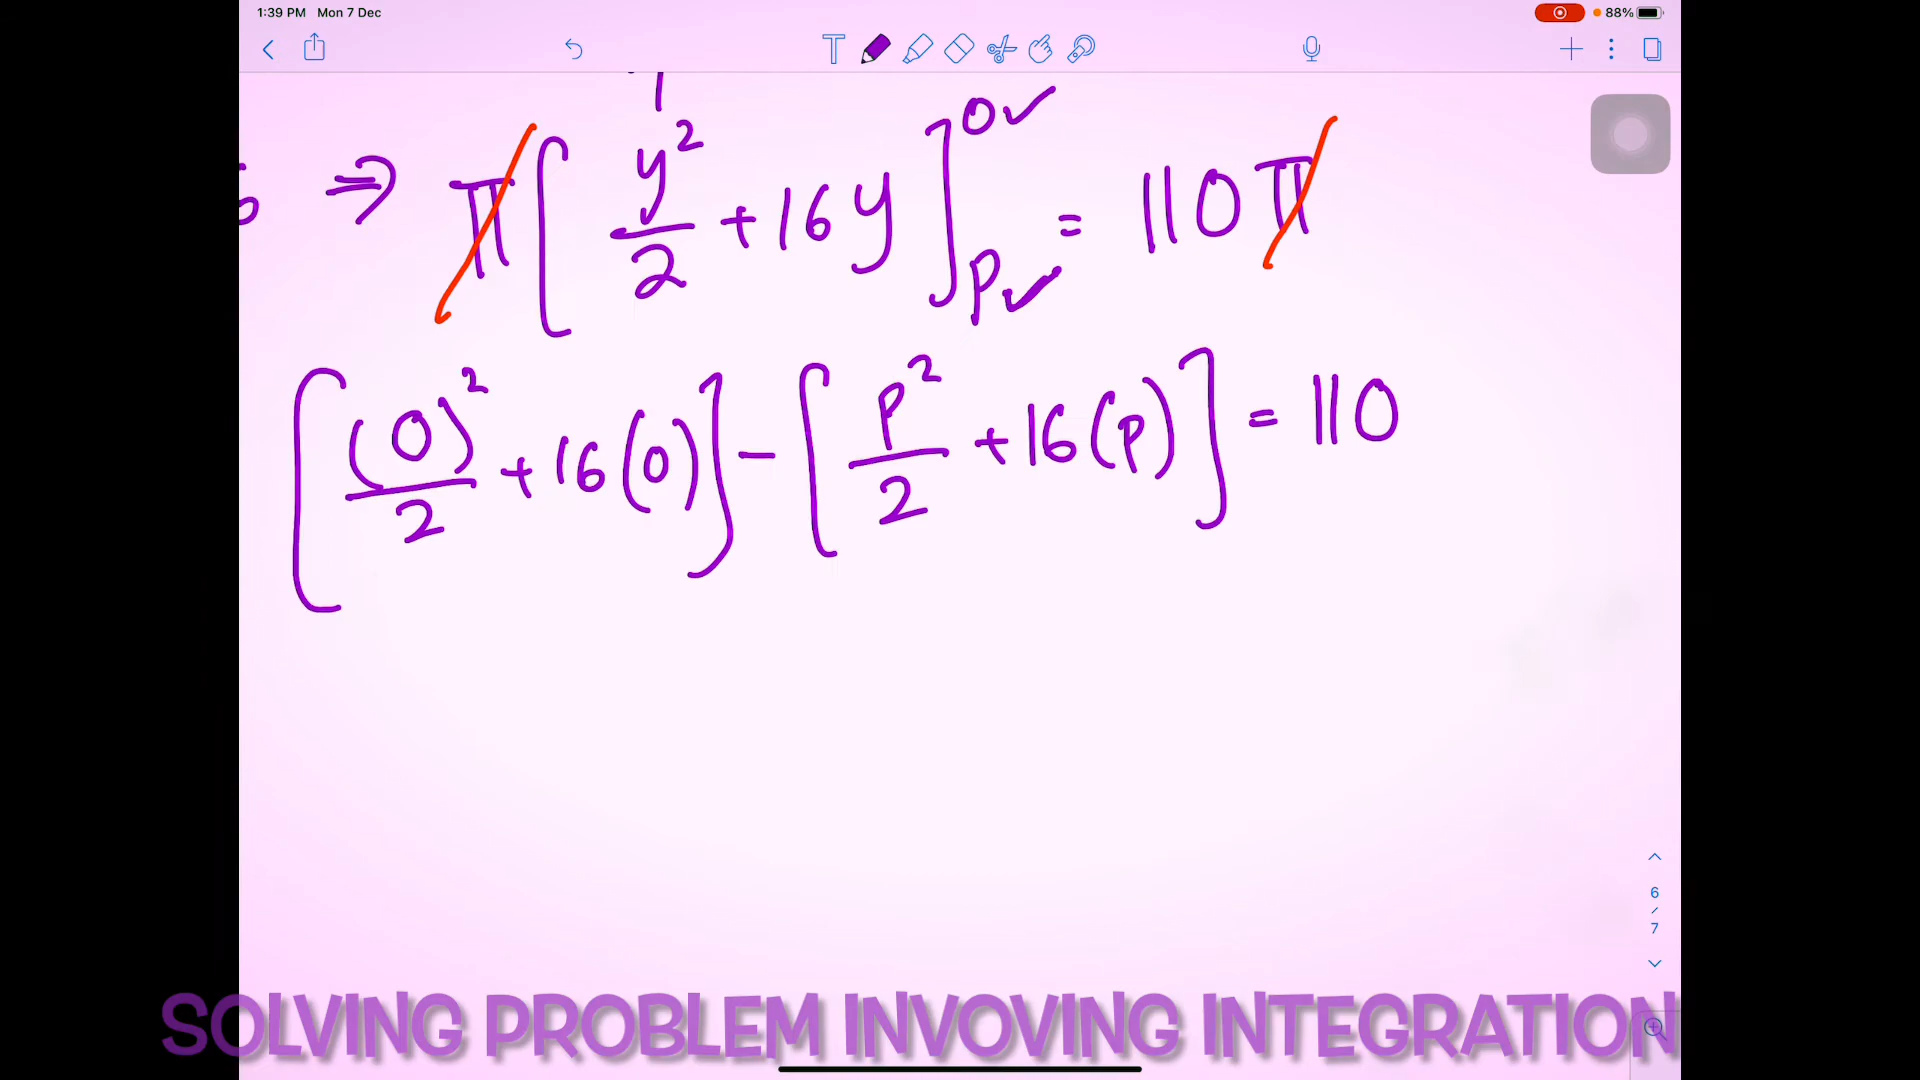 1:39 PM Mon 7 Dec
88%
⇒ π[y²/2 + 16y]₍p₎⁰ = 110π
[(0)²/2 + 16(0)] - [p²/2 + 16(p)] = 110
6
/
7
SOLVING PROBLEM INVOVING INTEGRATION